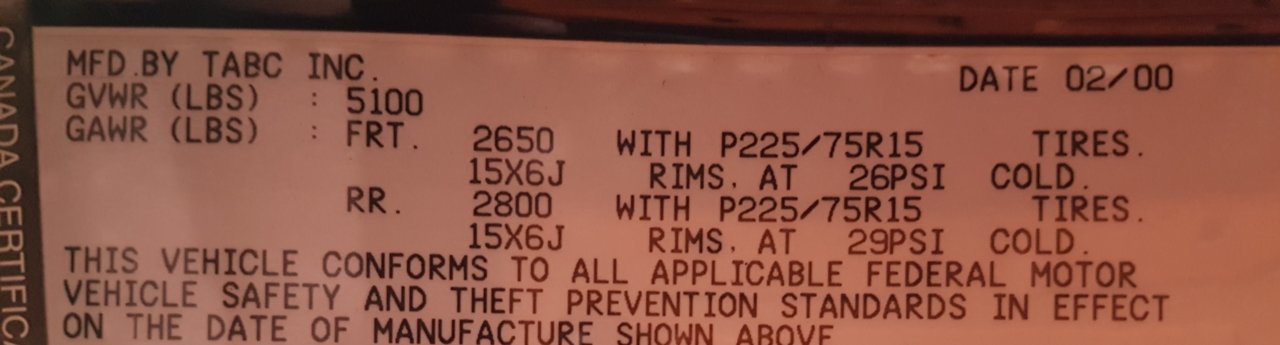 MFD.BY TABC INC. DATE 02/00
GVWR (LBS) : 5100
GAWR (LBS) : FRT. 2650 WITH P225/75R15 TIRES.
15X6J RIMS. AT 26PSI COLD.
RR. 2800 WITH P225/75R15 TIRES.
15X6J RIMS. AT 29PSI COLD.
THIS VEHICLE CONFORMS TO ALL APPLICABLE FEDERAL MOTOR
VEHICLE SAFETY AND THEFT PREVENTION STANDARDS IN EFFECT
ON THE DATE OF MANUFACTURE SHOWN ABOVE
CANADA